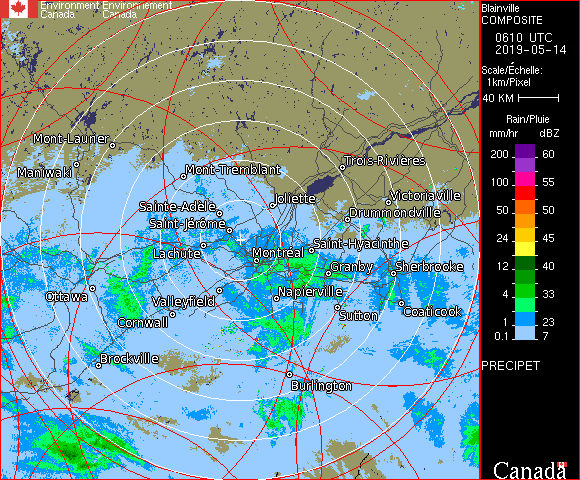 Environment Environnement
Canada Canada
Blainville
COMPOSITE
0610 UTC
2019-05-14
Scale/Échelle:
1km/Pixel
40 KM
Rain/Pluie
mm/hr dBZ
200 60
100 55
50 50
24 45
12 40
4 33
1 23
0.1 7
PRECIPET
Mont-Laurier
Maniwaki
Mont-Tremblant
Trois-Rivières
Sainte-Adèle
Joliette
Victoriaville
Drummondville
Saint-Jérôme
Lachute
Montréal
Saint-Hyacinthe
Granby
Sherbrooke
Ottawa
Valleyfield
Napierville
Cornwall
Sutton
Coaticook
Brockville
Burlington
Canada